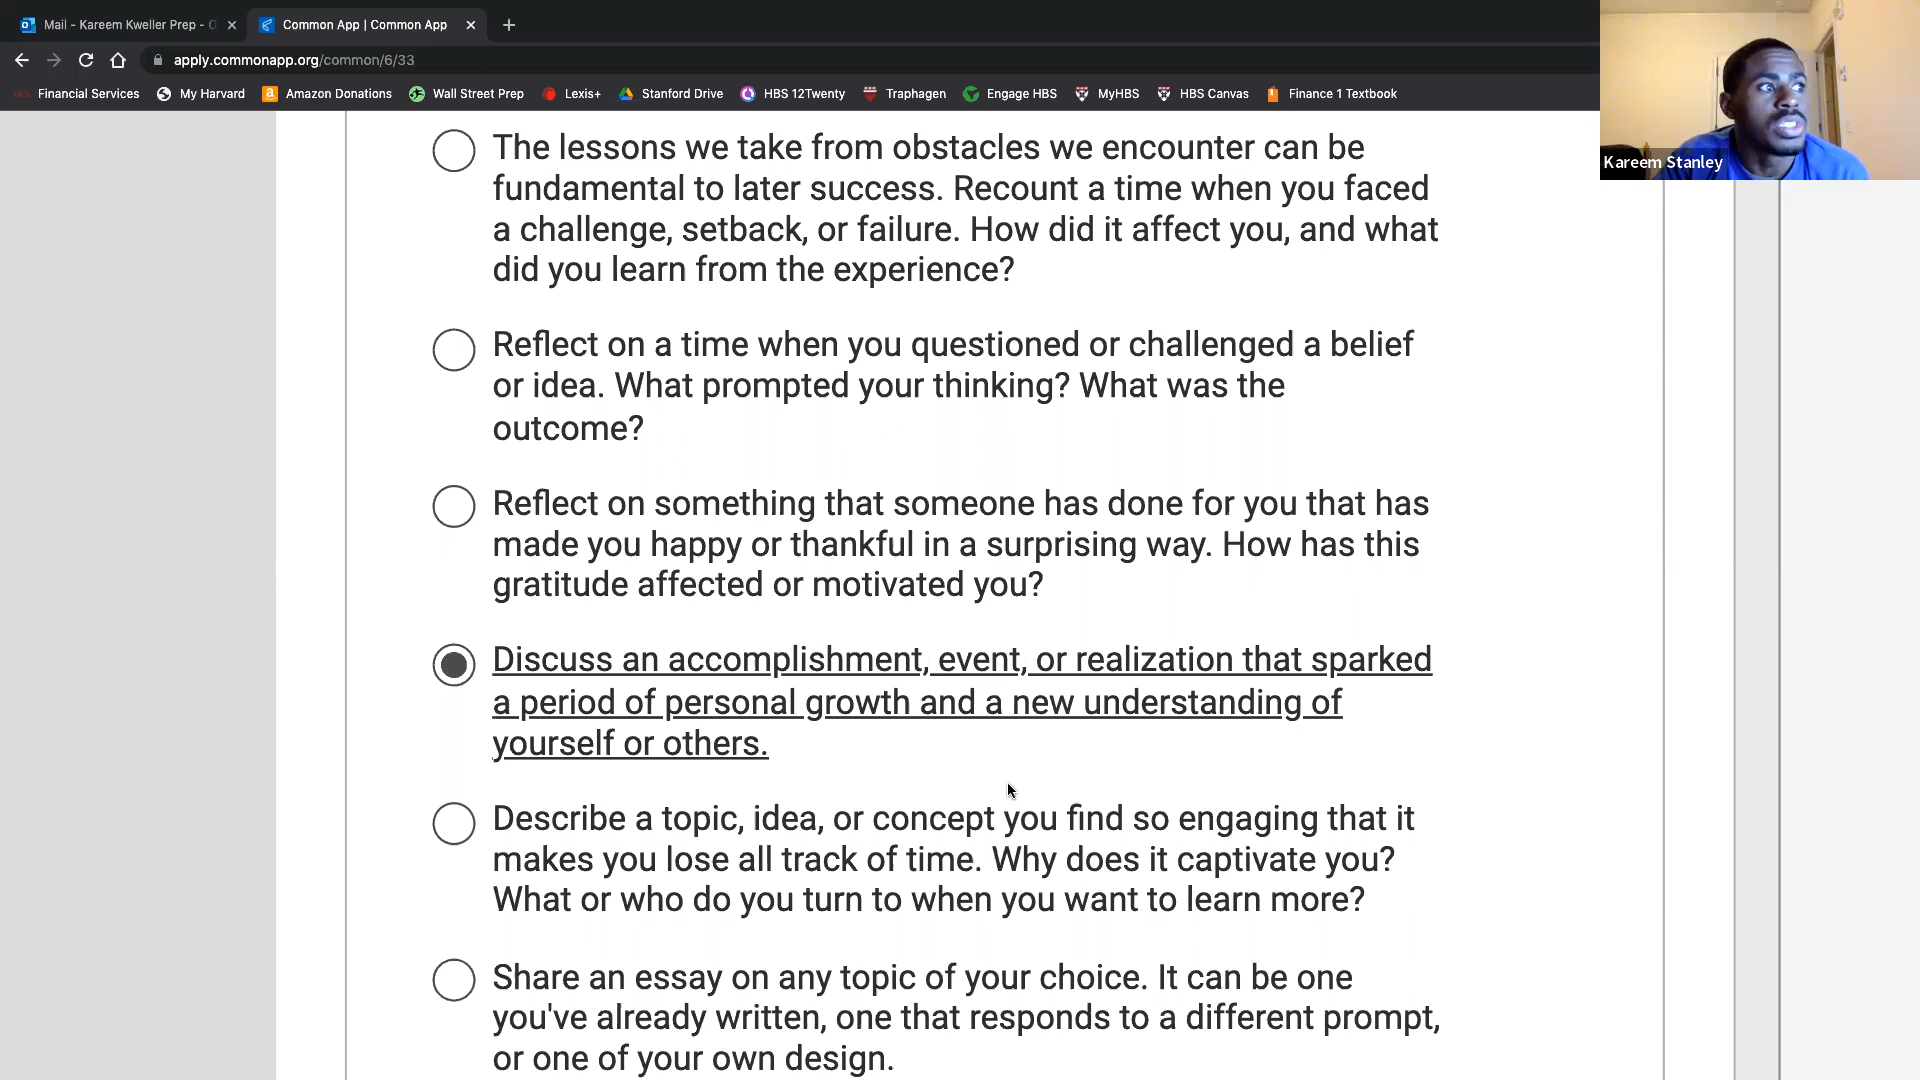 Mail - Kareem Kweller Prep -
Common App | Common App
apply.commonapp.org/common/6/33
Financial Services
My Harvard
Amazon Donations
Wall Street Prep
Lexis+
Stanford Drive
HBS 12Twenty
Traphagen
Engage HBS
MyHBS
HBS Canvas
Finance 1 Textbook
Kareem Stanley
The lessons we take from obstacles we encounter can be
fundamental to later success. Recount a time when you faced
a challenge, setback, or failure. How did it affect you, and what
did you learn from the experience?
Reflect on a time when you questioned or challenged a belief
or idea. What prompted your thinking? What was the
outcome?
Reflect on something that someone has done for you that has
made you happy or thankful in a surprising way. How has this
gratitude affected or motivated you?
Discuss an accomplishment, event, or realization that sparked
a period of personal growth and a new understanding of
yourself or others.
Describe a topic, idea, or concept you find so engaging that it
makes you lose all track of time. Why does it captivate you?
What or who do you turn to when you want to learn more?
Share an essay on any topic of your choice. It can be one
you've already written, one that responds to a different prompt,
or one of your own design.